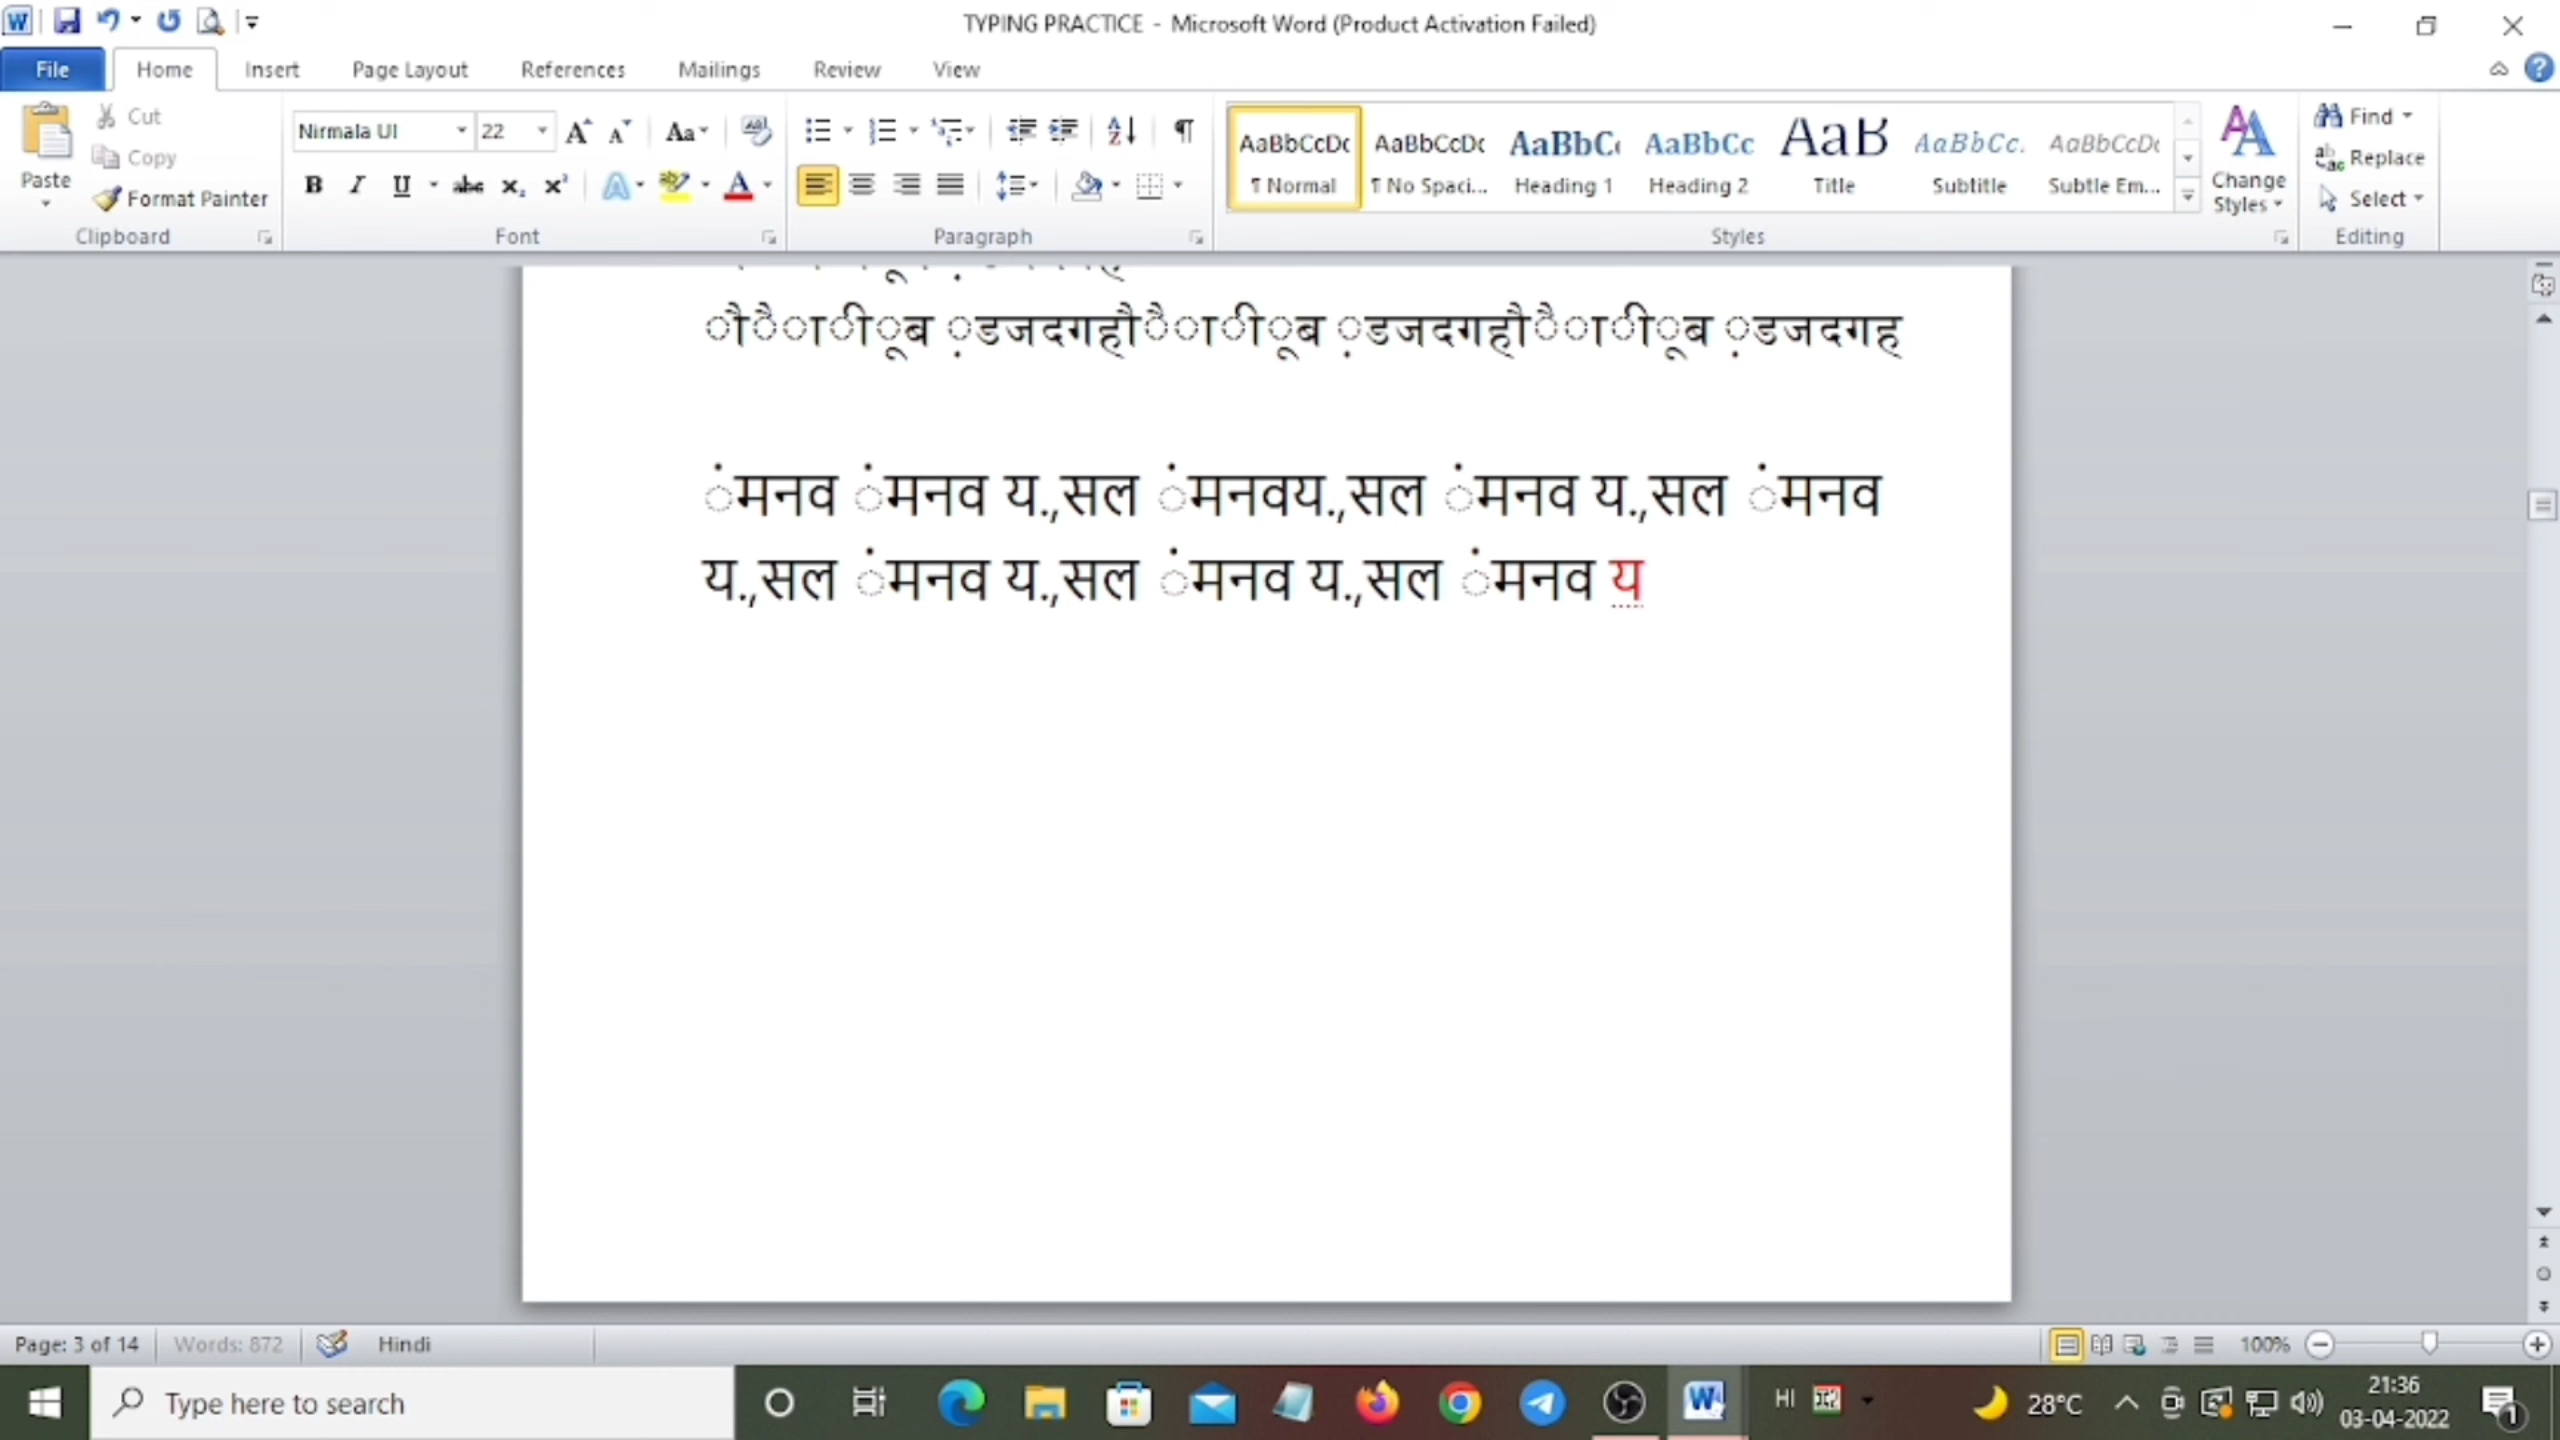 TYPING PRACTICE - Microsoft Word (Product Activation Failed)
File Home Insert Page Layout References Mailings Review View
Cut
Copy
Format Painter
Paste
Nirmala UI 22
AaBbCcDc AaBbCcDc AaBbC AaBbCc AaB AaBbCc. AaBbCcDc
¶ Normal ¶ No Spaci... Heading 1 Heading 2 Title Subtitle Subtle Em...
Change Styles
Find
Replace
Select
Clipboard Font Paragraph Styles Editing
ौैाीूब ़डजदगहौैाीूब ़डजदगहौैाीूब ़डजदगह
ंमनव ंमनव य.,सल ंमनवय.,सल ंमनव य.,सल ंमनव
य.,सल ंमनव य.,सल ंमनव य.,सल ंमनव य
Page: 3 of 14 Words: 872 Hindi 100%
Type here to search HI 28°C 21:36
03-04-2022